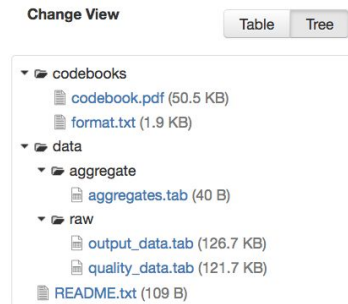 Change View
Table Tree
codebooks
codebook.pdf (50.5 KB)
format.txt (1.9 KB)
data
aggregate
aggregates.tab (40 B)
raw
output_data.tab (126.7 KB)
quality_data.tab (121.7 KB)
README.txt (109 B)